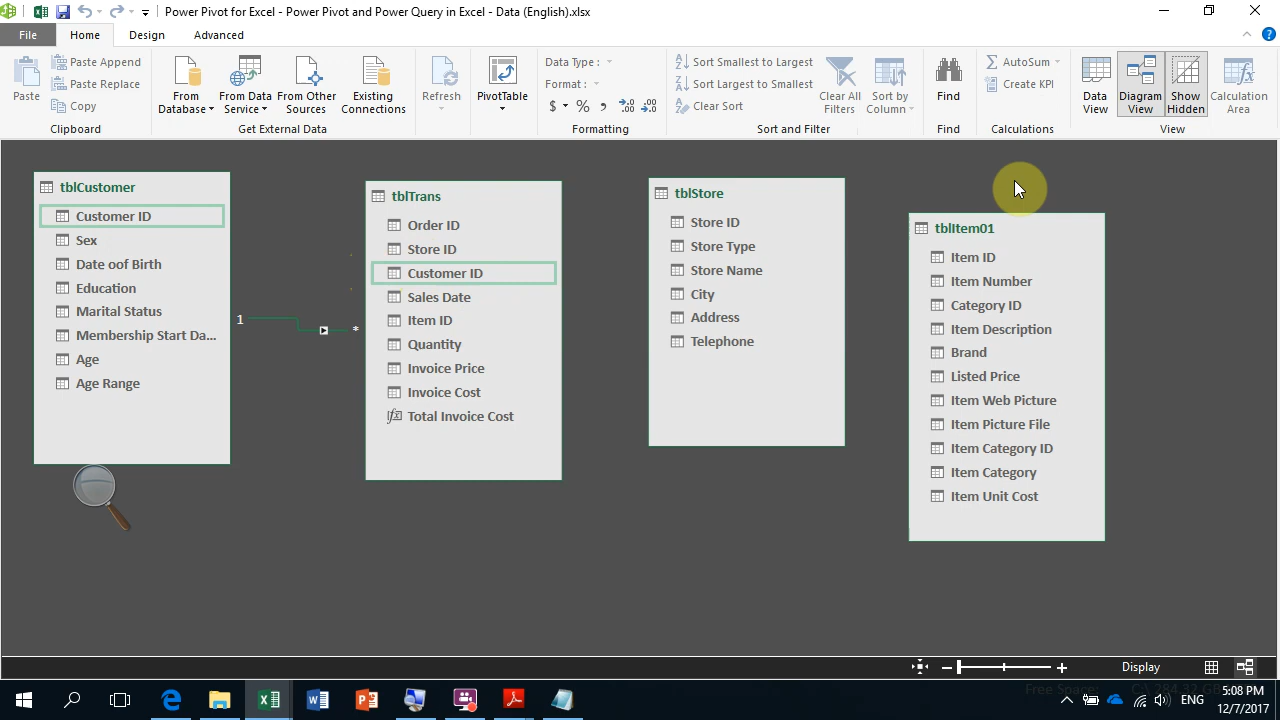 Power Pivot for Excel - Power Pivot and Power Query in Excel - Data (English).xlsx
File Home Design Advanced
Paste
Paste Append
Paste Replace
Copy
Clipboard
From Database
From Data Service
From Other Sources
Existing Connections
Get External Data
Refresh
PivotTable
Data Type :
Format :
$ % ,
Formatting
Sort Smallest to Largest
Sort Largest to Smallest
Clear Sort
Clear All Filters
Sort by Column
Sort and Filter
Find
Find
AutoSum
Create KPI
Calculations
Data View
Diagram View
Show Hidden
Calculation Area
View
tblCustomer
Customer ID
Sex
Date oof Birth
Education
Marital Status
Membership Start Da...
Age
Age Range
1
*
tblTrans
Order ID
Store ID
Customer ID
Sales Date
Item ID
Quantity
Invoice Price
Invoice Cost
Total Invoice Cost
tblStore
Store ID
Store Type
Store Name
City
Address
Telephone
tblItem01
Item ID
Item Number
Category ID
Item Description
Brand
Listed Price
Item Web Picture
Item Picture File
Item Category ID
Item Category
Item Unit Cost
Display
ENG
5:08 PM
12/7/2017